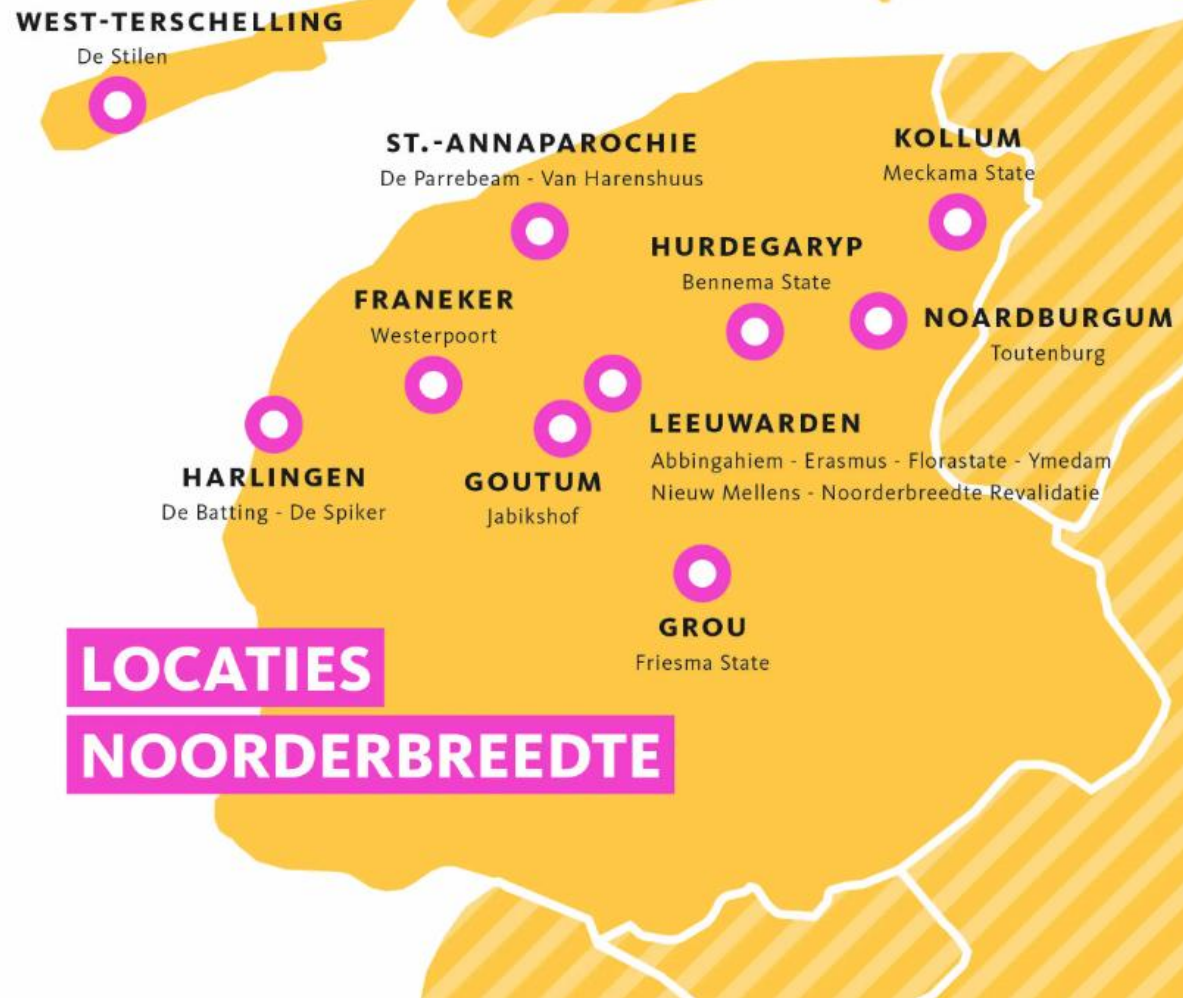 WEST-TERSCHELLING
De Stilen
ST.-ANNAPAROCHIE
De Parrebeam - Van Harenshuus
KOLLUM
Meckama State
HURDEGARYP
Bennema State
FRANEKER
Westerpoort
NOARDBURGUM
Toutenburg
HARLINGEN
De Batting - De Spiker
GOUTUM
Jabikshof
LEEUWARDEN
Abbingahiem - Erasmus - Florastate - Ymedam
Nieuw Mellens - Noorderbreedte Revalidatie
GROU
Friesma State
LOCATIES
NOORDERBREEDTE